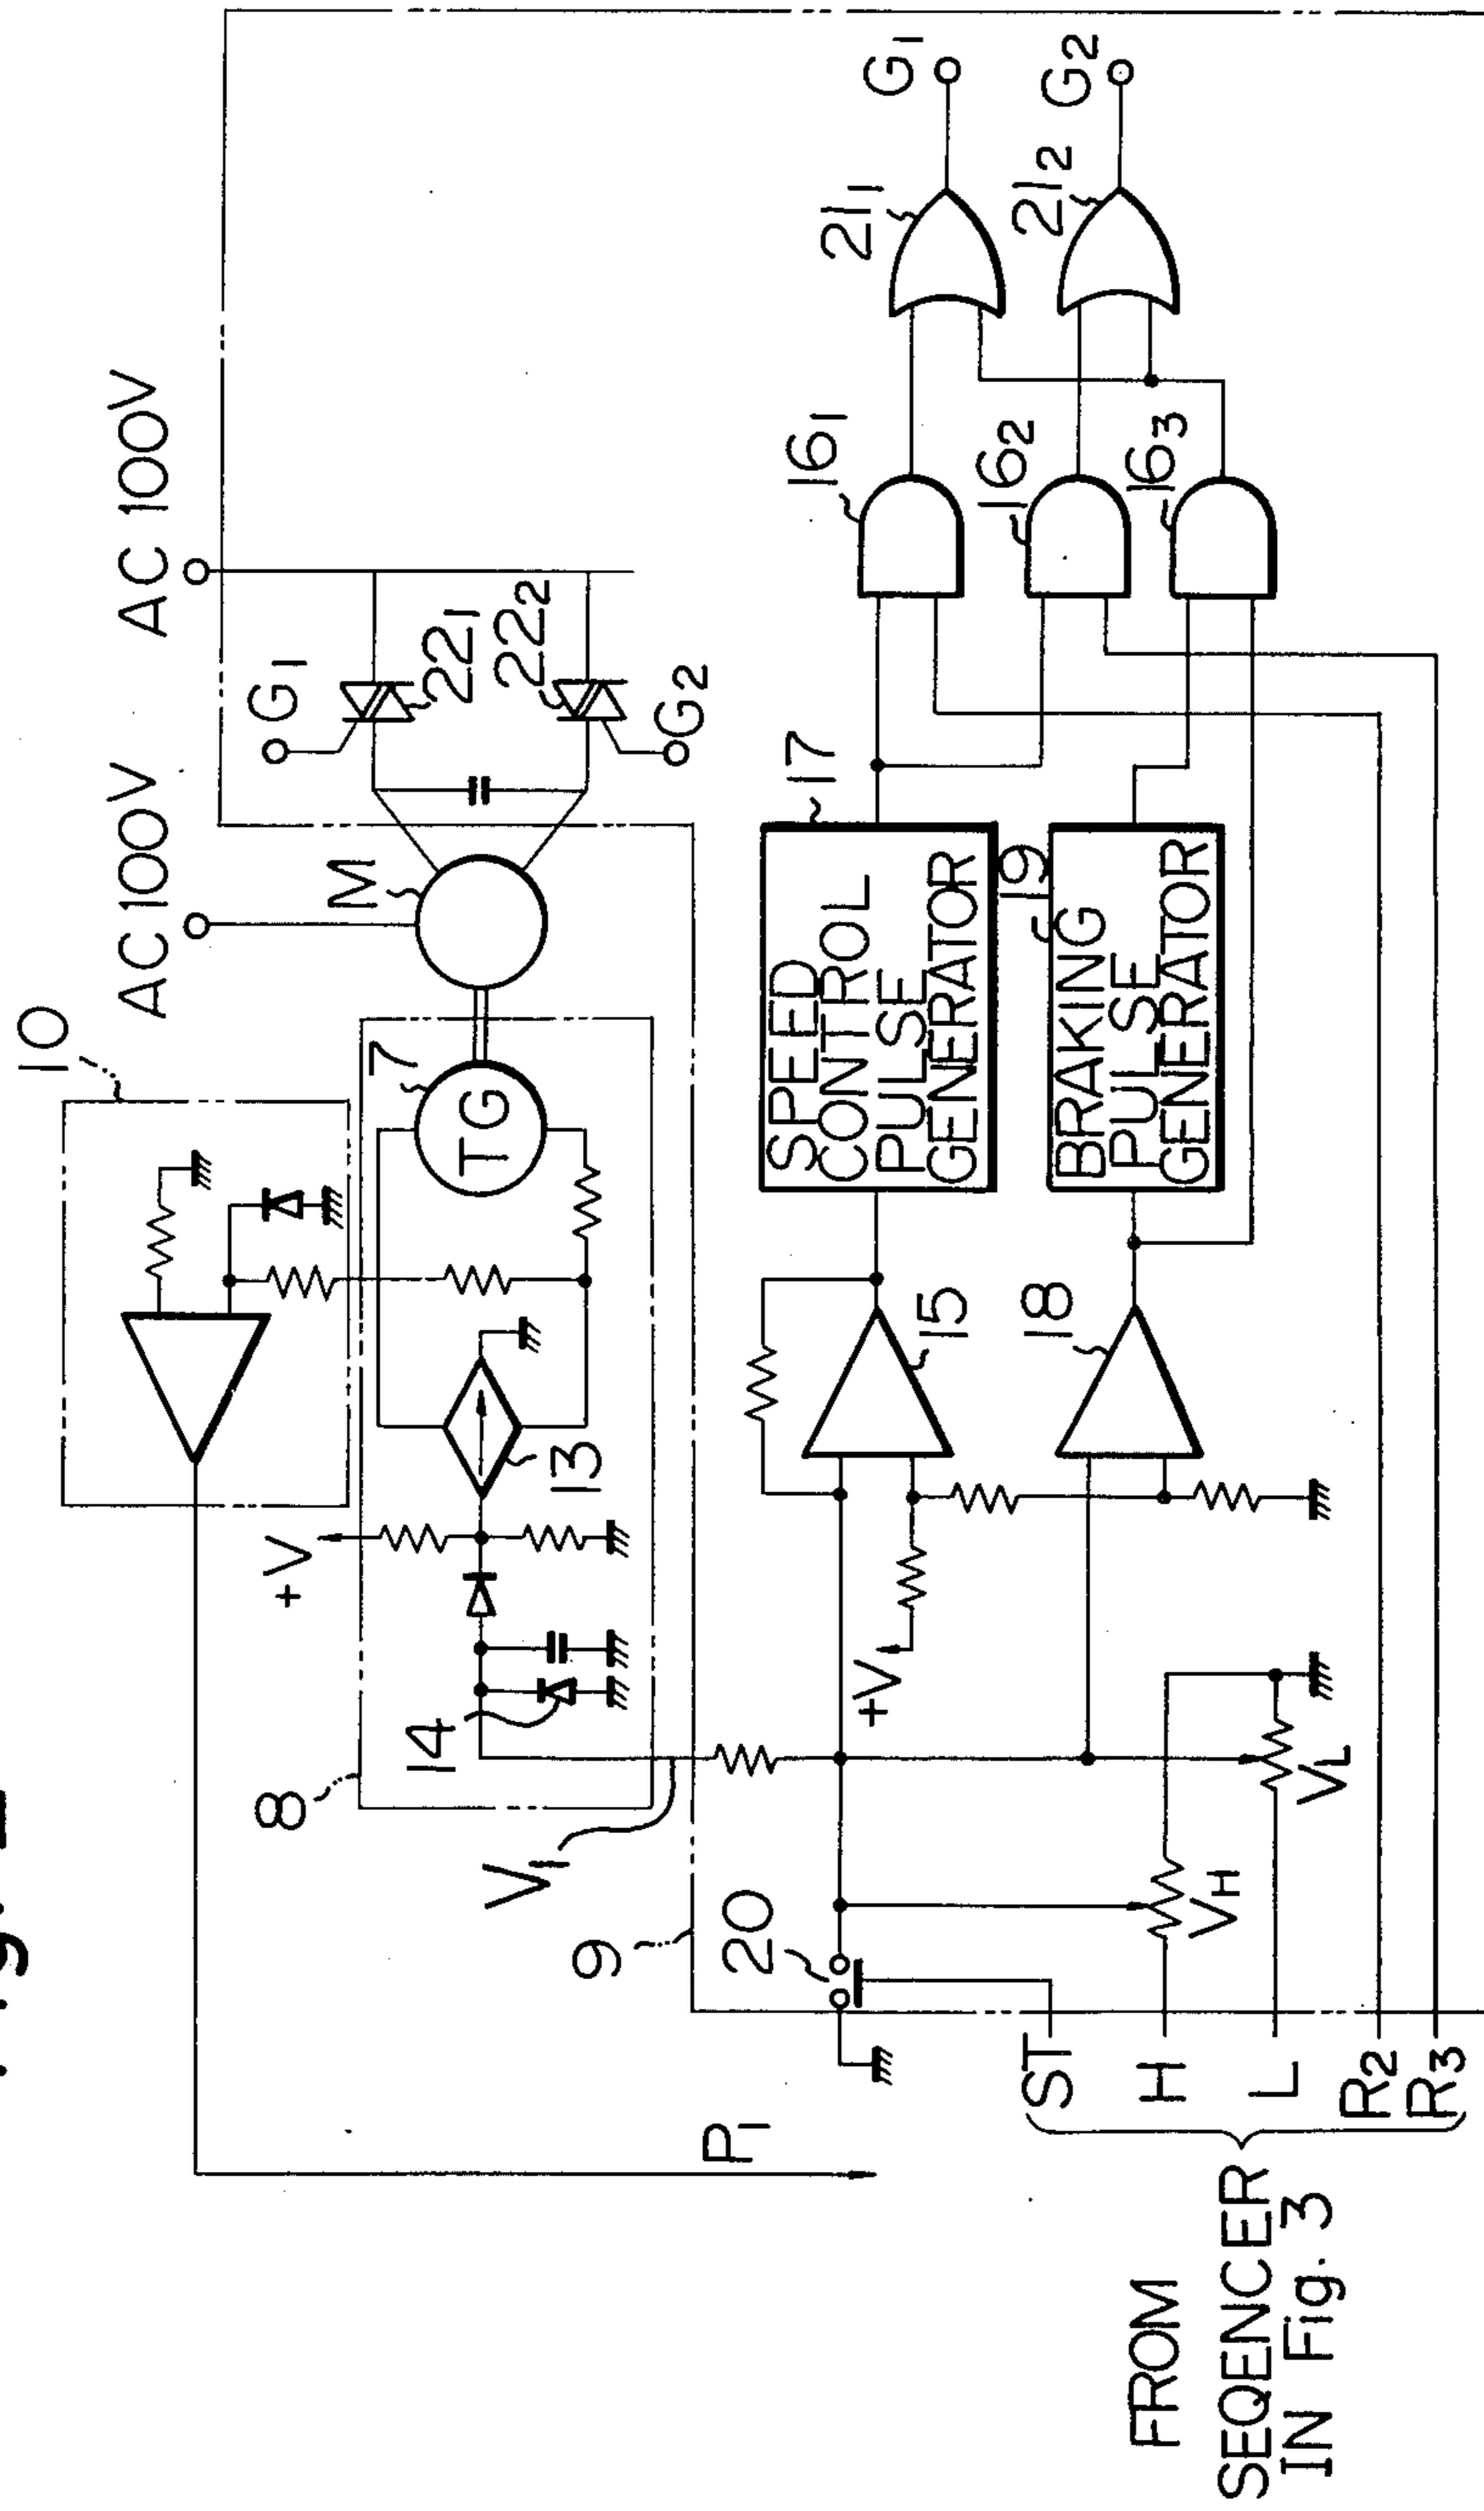 10
AC 100V
AC 100V
+V
8
14
13
7
TG
M
G1
G2
221
222
V1
9
20
+V
15
18
SPEED
CONTROL
PULSE
GENERATOR
17
BRAKING
PULSE
GENERATOR
19
161
162
163
211
212
G1
G2
P1
VH
VL
ST
H
L
R2
R3
FROM
SEQENCER
IN Fig. 3